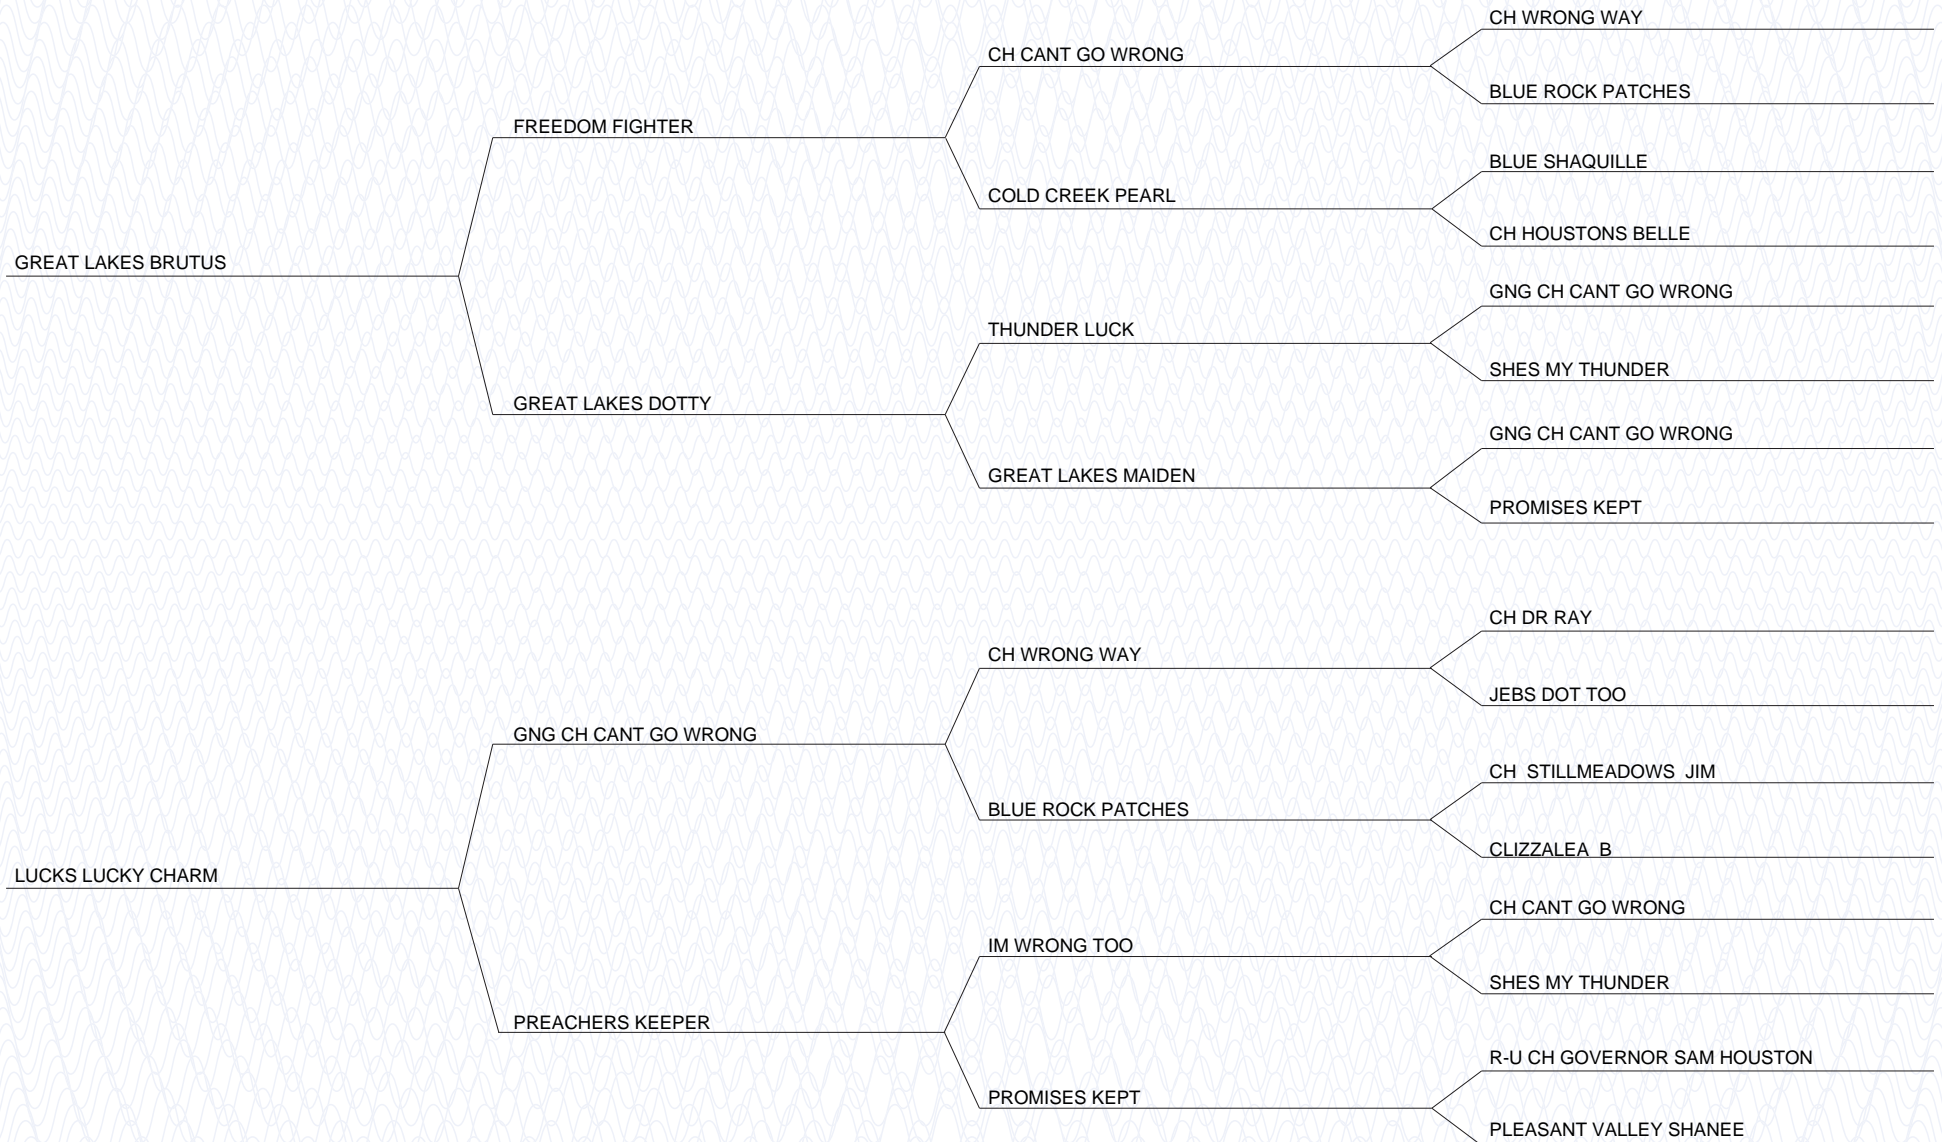 CH WRONG WAY
CH CANT GO WRONG
BLUE ROCK PATCHES
FREEDOM FIGHTER
BLUE SHAQUILLE
COLD CREEK PEARL
CH HOUSTONS BELLE
GREAT LAKES BRUTUS
GNG CH CANT GO WRONG
THUNDER LUCK
SHES MY THUNDER
GREAT LAKES DOTTY
GNG CH CANT GO WRONG
GREAT LAKES MAIDEN
PROMISES KEPT
CH DR RAY
CH WRONG WAY
JEBS DOT TOO
GNG CH CANT GO WRONG
CH  STILLMEADOWS  JIM
BLUE ROCK PATCHES
CLIZZALEA  B
LUCKS LUCKY CHARM
CH CANT GO WRONG
IM WRONG TOO
SHES MY THUNDER
PREACHERS KEEPER
R-U CH GOVERNOR SAM HOUSTON
PROMISES KEPT
PLEASANT VALLEY SHANEE